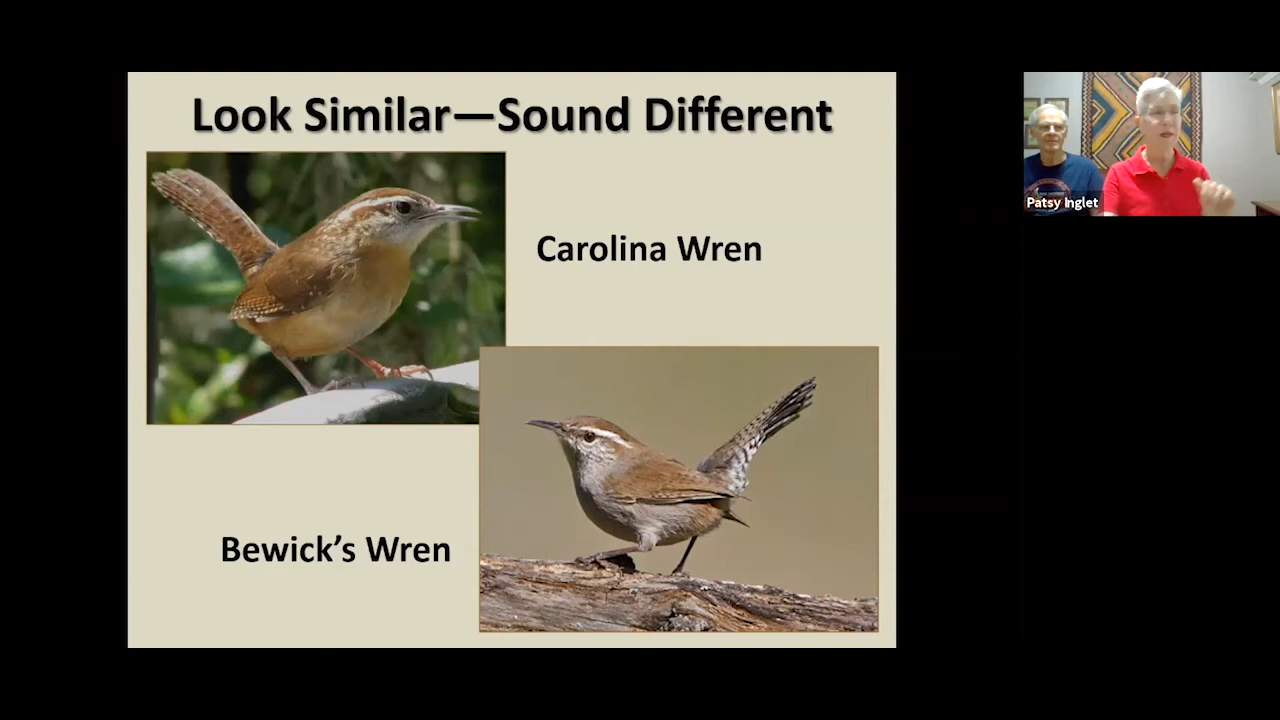 Look Similar—Sound Different
Carolina Wren
Bewick's Wren
Patsy Inglet